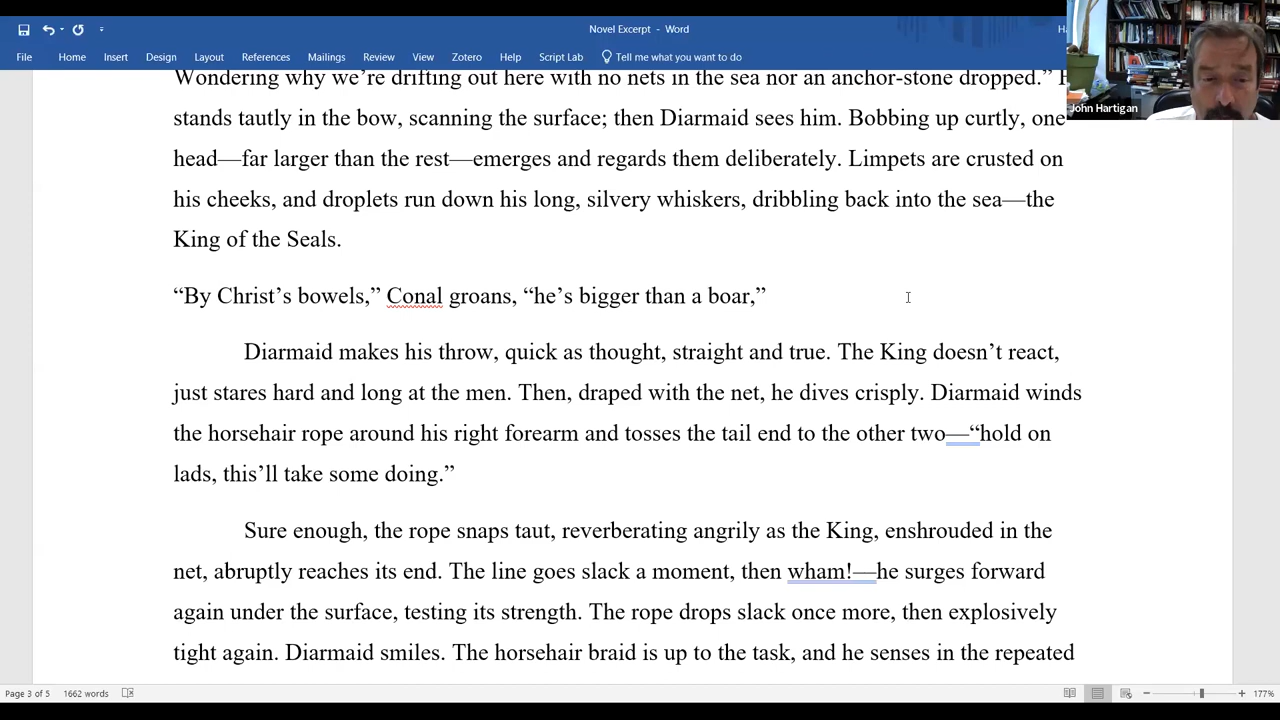 Novel Excerpt - Word
File Home Insert Design Layout References Mailings Review View Zotero Help Script Lab Tell me what you want to do
John Hartigan
Wondering why we’re drifting out here with no nets in the sea nor an anchor-stone dropped.”
stands tautly in the bow, scanning the surface; then Diarmaid sees him. Bobbing up curtly, one
head—far larger than the rest—emerges and regards them deliberately. Limpets are crusted on
his cheeks, and droplets run down his long, silvery whiskers, dribbling back into the sea—the
King of the Seals.
“By Christ’s bowels,” Conal groans, “he’s bigger than a boar,”
Diarmaid makes his throw, quick as thought, straight and true. The King doesn’t react,
just stares hard and long at the men. Then, draped with the net, he dives crisply. Diarmaid winds
the horsehair rope around his right forearm and tosses the tail end to the other two—“hold on
lads, this’ll take some doing.”
Sure enough, the rope snaps taut, reverberating angrily as the King, enshrouded in the
net, abruptly reaches its end. The line goes slack a moment, then wham!—he surges forward
again under the surface, testing its strength. The rope drops slack once more, then explosively
tight again. Diarmaid smiles. The horsehair braid is up to the task, and he senses in the repeated
Page 3 of 5 1662 words 177%